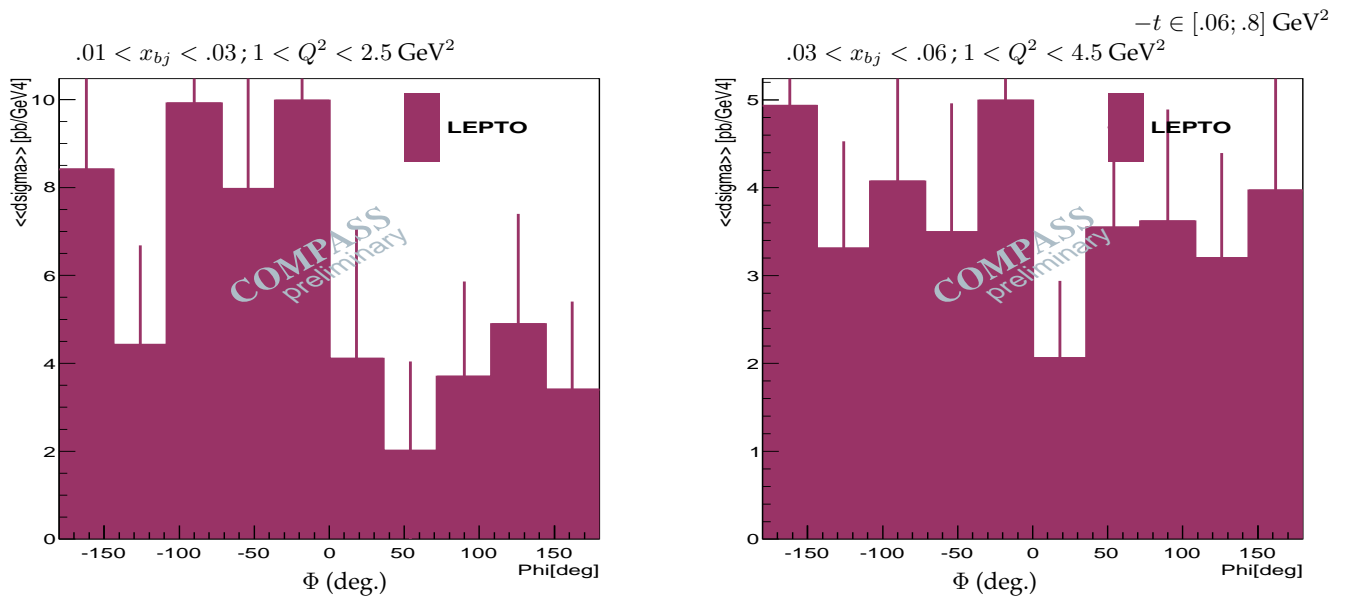 −t ∈ [.06; .8] GeV²
.01 < x_bj < .03 ; 1 < Q² < 2.5 GeV²
<<dsigma>> [pb/GeV4]
10
8
6
4
2
0
LEPTO
COMPASS
preliminary
-150 -100 -50 0 50 100 150
Phi[deg]
Φ (deg.)
.03 < x_bj < .06 ; 1 < Q² < 4.5 GeV²
<<dsigma>> [pb/GeV4]
5
4
3
2
1
0
LEPTO
COMPASS
preliminary
-150 -100 -50 0 50 100 150
Phi[deg]
Φ (deg.)